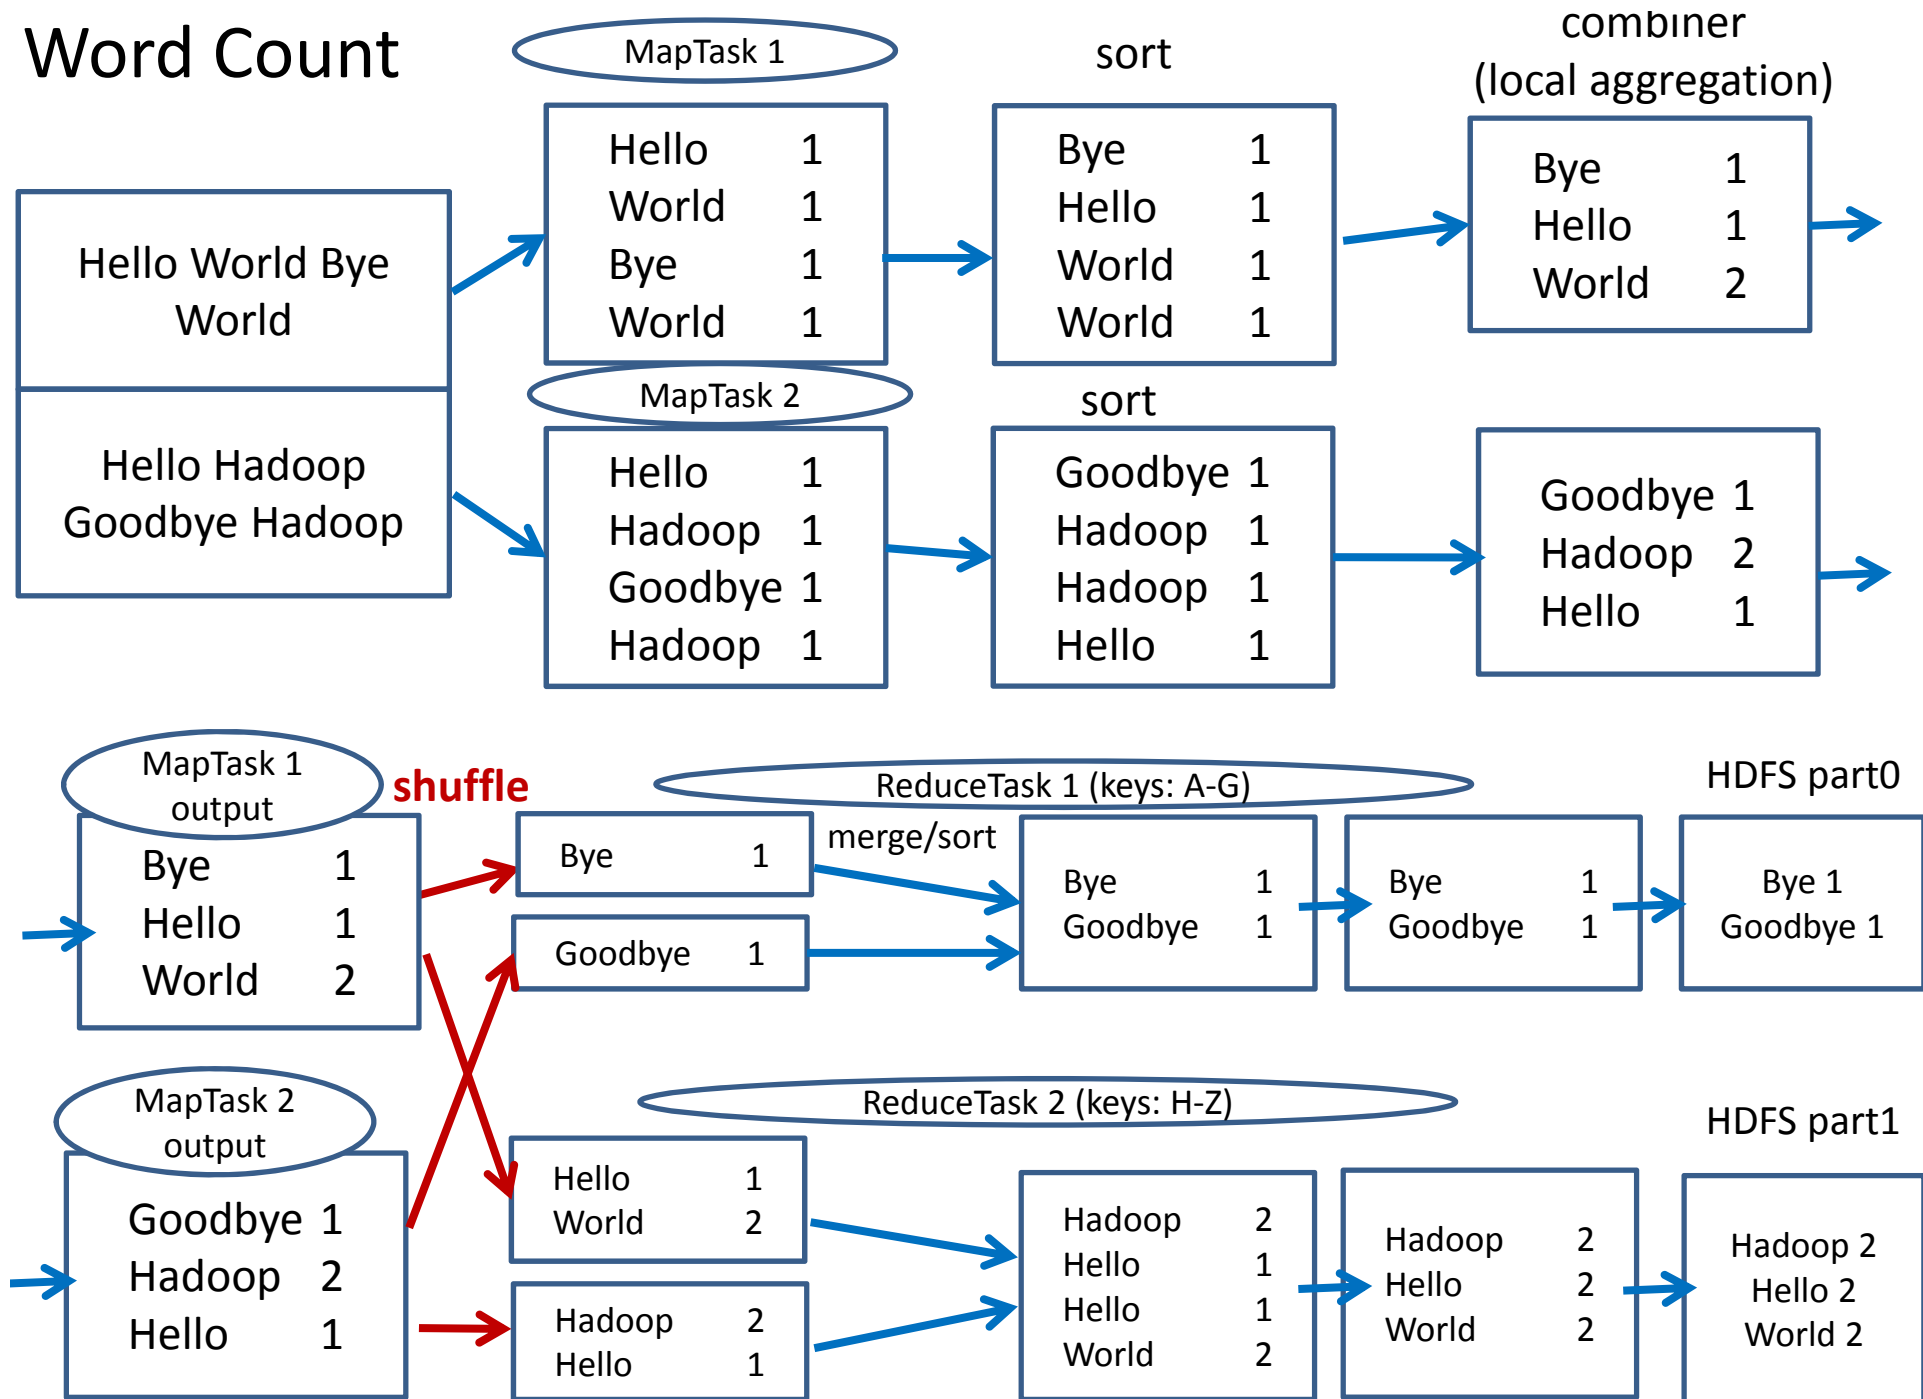 Word Count
MapTask 1
sort
combiner
(local aggregation)
Hello World Bye
World
Hello 1
World 1
Bye 1
World 1
Bye 1
Hello 1
World 1
World 1
Bye 1
Hello 1
World 2
MapTask 2
sort
Hello Hadoop
Goodbye Hadoop
Hello 1
Hadoop 1
Goodbye 1
Hadoop 1
Goodbye 1
Hadoop 1
Hadoop 1
Hello 1
Goodbye 1
Hadoop 2
Hello 1
MapTask 1
output
shuffle
ReduceTask 1 (keys: A-G)
HDFS part0
Bye 1
Hello 1
World 2
Bye 1
Goodbye 1
merge/sort
Bye 1
Goodbye 1
Bye 1
Goodbye 1
Bye 1
Goodbye 1
MapTask 2
output
ReduceTask 2 (keys: H-Z)
HDFS part1
Goodbye 1
Hadoop 2
Hello 1
Hello 1
World 2
Hadoop 2
Hello 1
Hadoop 2
Hello 1
Hello 1
World 2
Hadoop 2
Hello 2
World 2
Hadoop 2
Hello 2
World 2